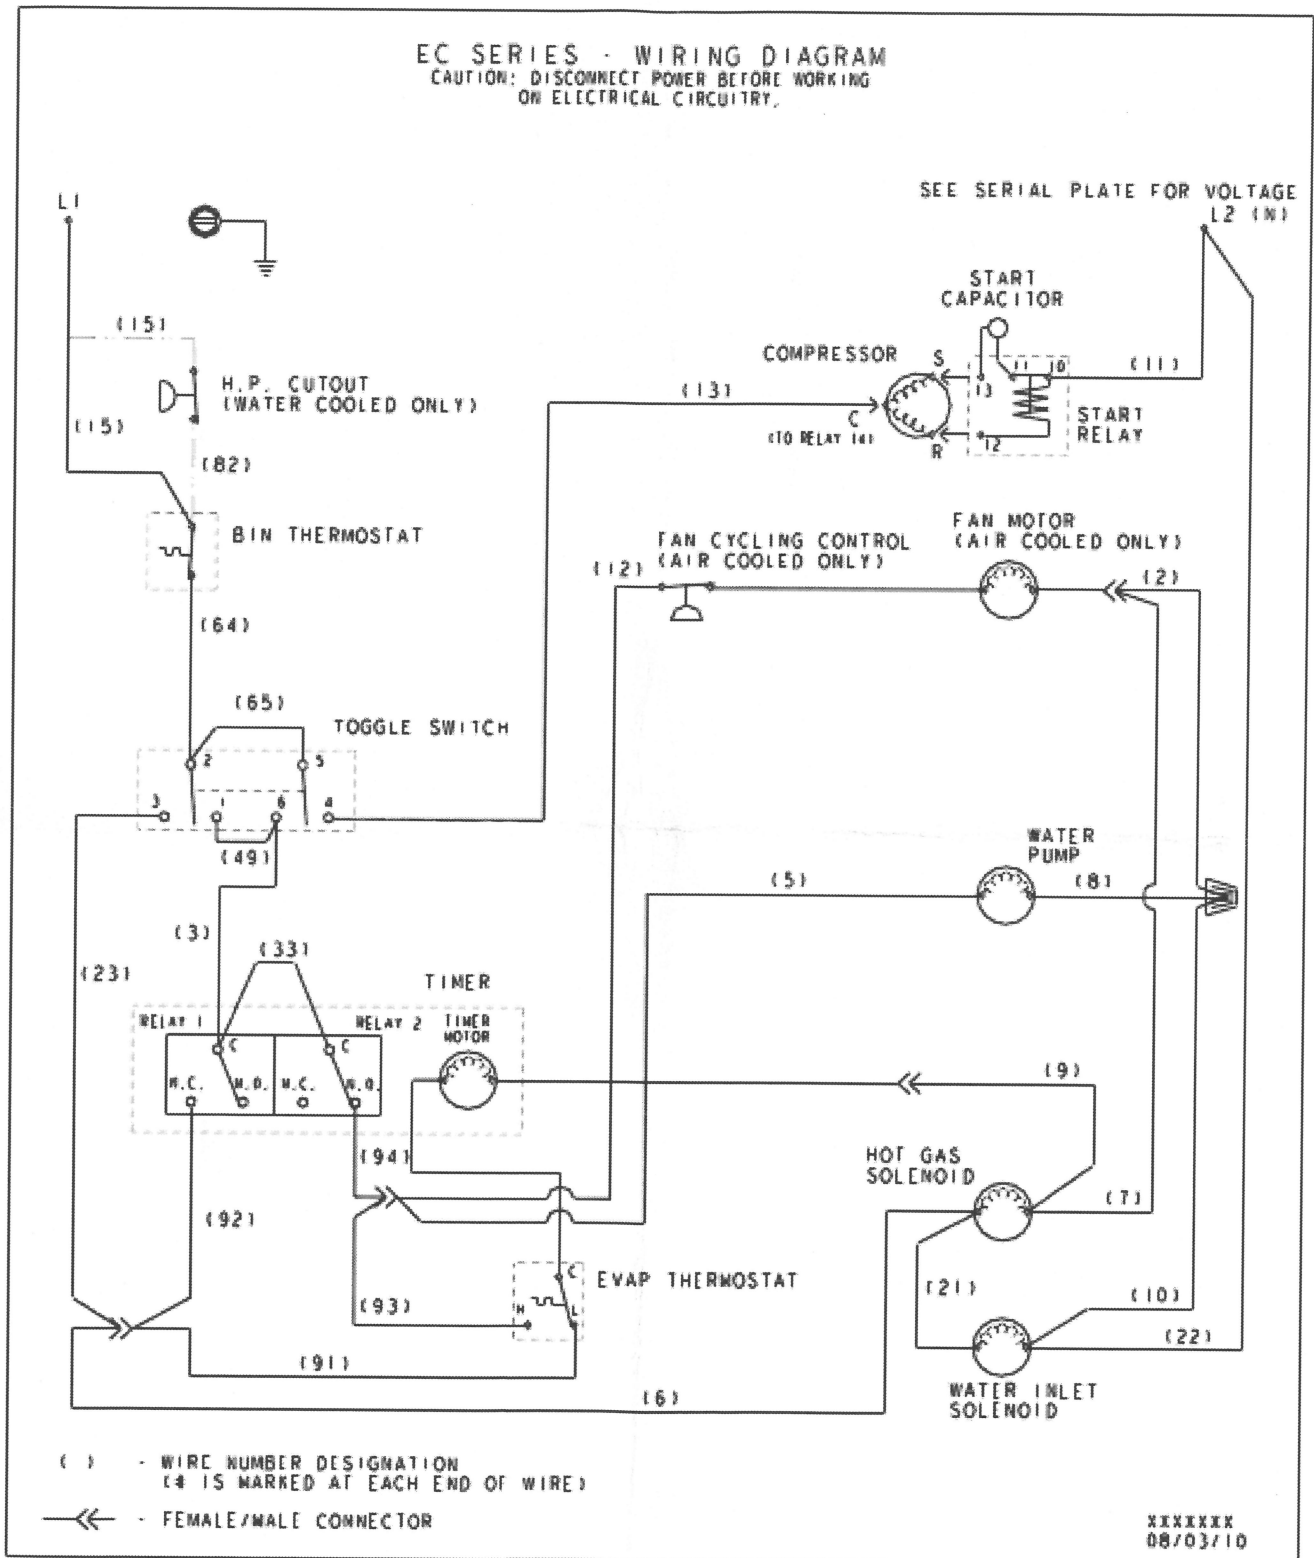 EC SERIES - WIRING DIAGRAM
CAUTION: DISCONNECT POWER BEFORE WORKING
ON ELECTRICAL CIRCUITRY.
L1
SEE SERIAL PLATE FOR VOLTAGE
L2 (N)
START
CAPACITOR
(15)
COMPRESSOR
S
11
10
(11)
H.P. CUTOUT
(WATER COOLED ONLY)
(13)
13
START
RELAY
(15)
C
(TO RELAY 14)
R
12
(82)
BIN THERMOSTAT
FAN CYCLING CONTROL
(AIR COOLED ONLY)
FAN MOTOR
(AIR COOLED ONLY)
(12)
(2)
(64)
(65)
TOGGLE SWITCH
2
5
3
1
6
4
(49)
WATER
PUMP
(5)
(8)
(3)
(33)
(23)
TIMER
RELAY 1
RELAY 2
TIMER
MOTOR
C
C
N.C.
N.O.
N.C.
N.O.
(9)
(94)
HOT GAS
SOLENOID
(7)
(92)
C
EVAP THERMOSTAT
H
L
(93)
(21)
(10)
(22)
(91)
(6)
WATER INLET
SOLENOID
( ) - WIRE NUMBER DESIGNATION
(# IS MARKED AT EACH END OF WIRE)
- FEMALE/MALE CONNECTOR
XXXXXXX
08/03/10